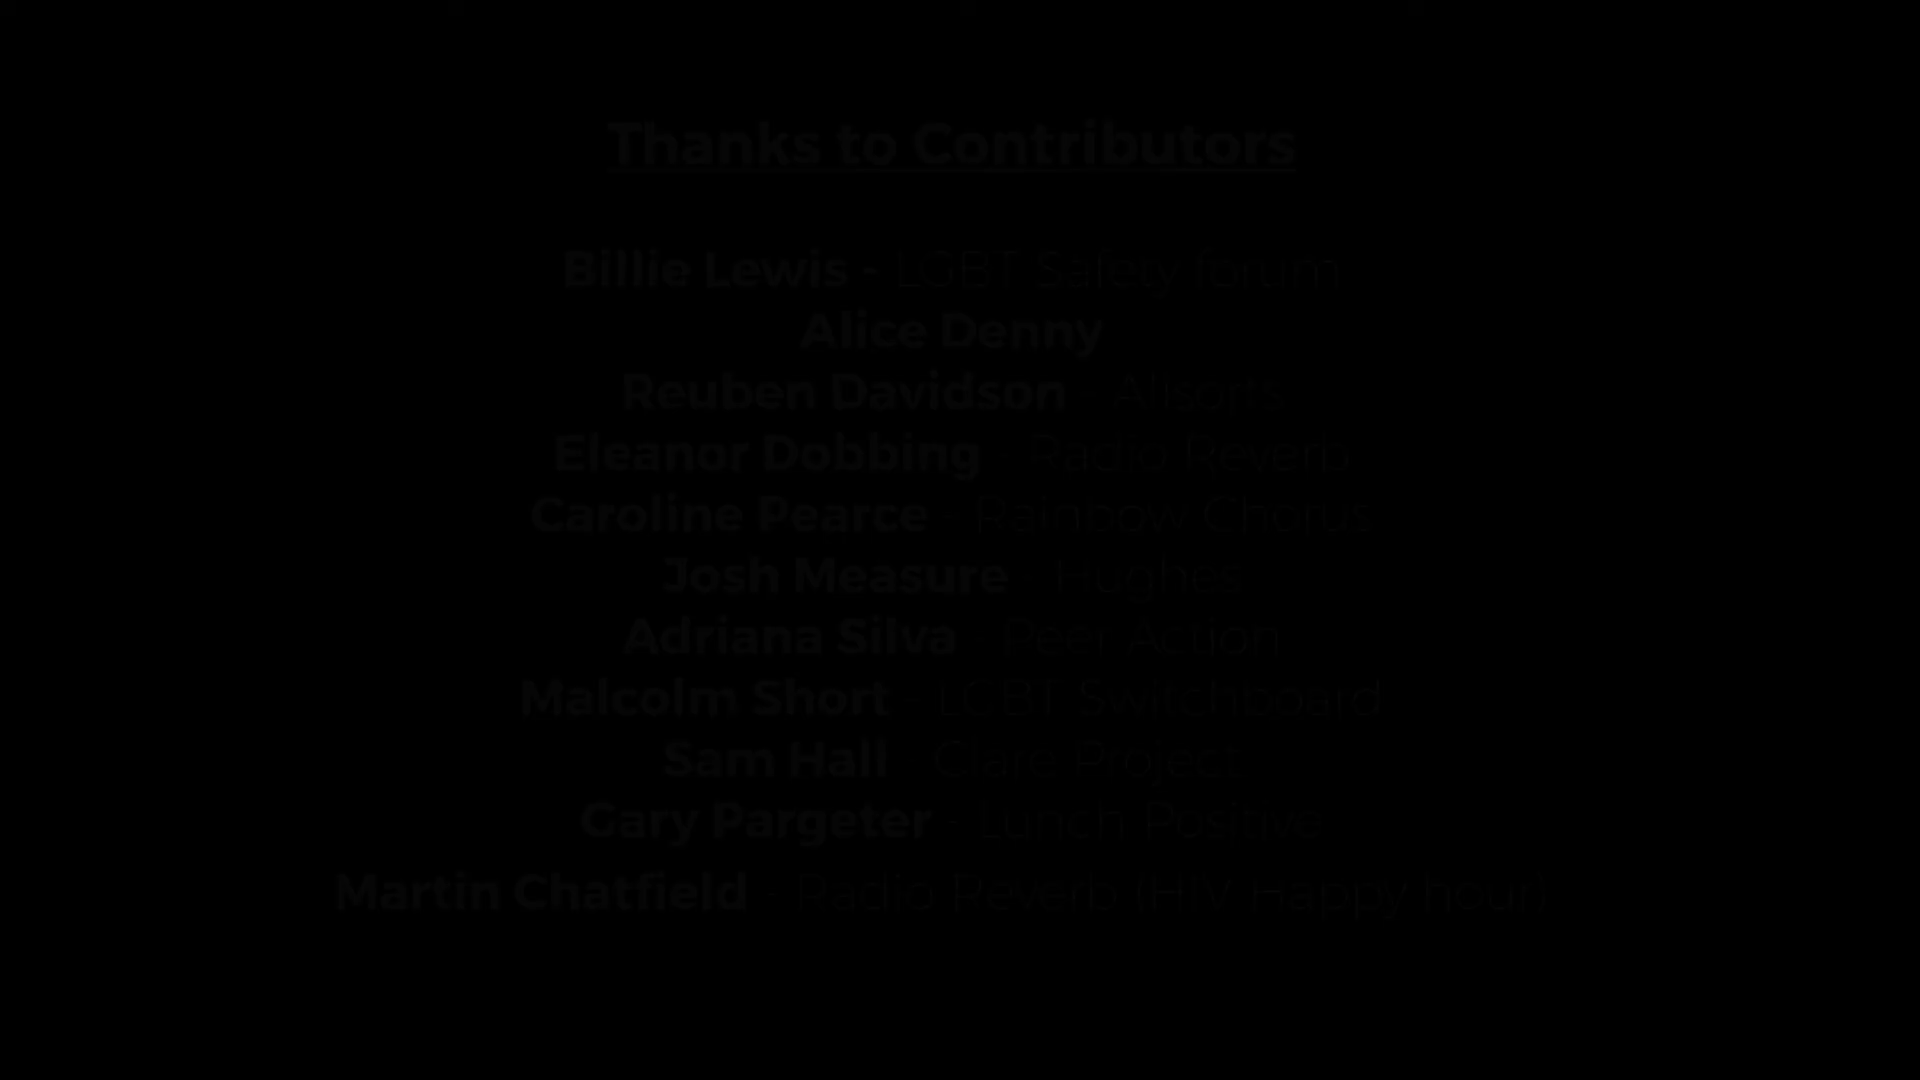 Thanks to Contributors
Billie Lewis - LGBT Safety forum
Alice Denny
Reuben Davidson - Allsorts
Eleanor Dobbing - Radio Reverb
Caroline Pearce - Rainbow Chorus
Josh Measure - Hughes
Adriana Silva - Peer Action
Malcolm Short - LGBT Switchboard
Sam Hall - Clare Project
Gary Pargeter - Lunch Positive
Martin Chatfield - Radio Reverb (HIV Happy hour)